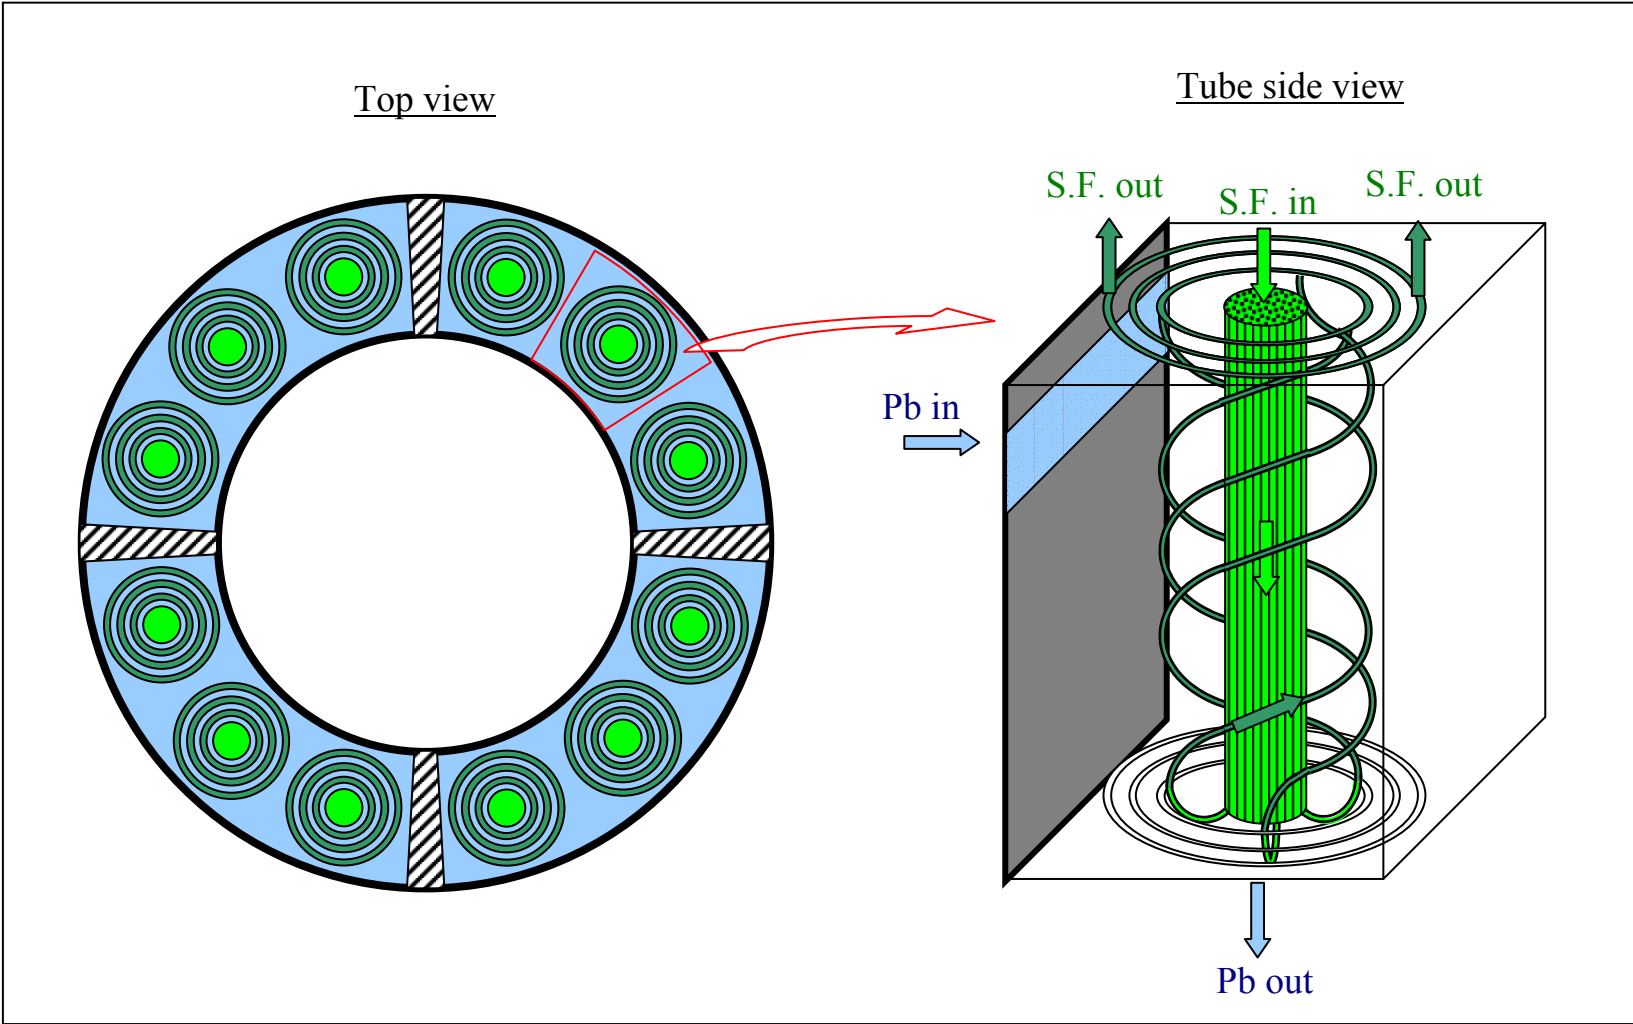 Top view
Tube side view
S.F. out
S.F. in
S.F. out
Pb in
Pb out